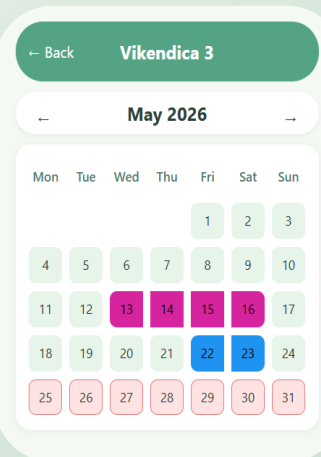 ← Back Vikendica 3
← May 2026 →
Mon Tue Wed Thu Fri Sat Sun
1 2 3
4 5 6 7 8 9 10
11 12 13 14 15 16 17
18 19 20 21 22 23 24
25 26 27 28 29 30 31